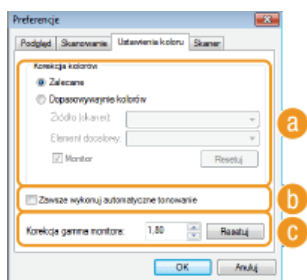 Preferencje
Podgląd Skanowanie Ustawienia koloru Skaner
Korekcja kolorów
Zalecane
Dopasowywaynie kolorów
Źródło (skaner):
Element docelowy:
Monitor Resetuj
a
Zawsze wykonuj automatyczne tonowanie
b
Korekcja gamma monitora: 1,80 Resetuj
c
OK Anuluj